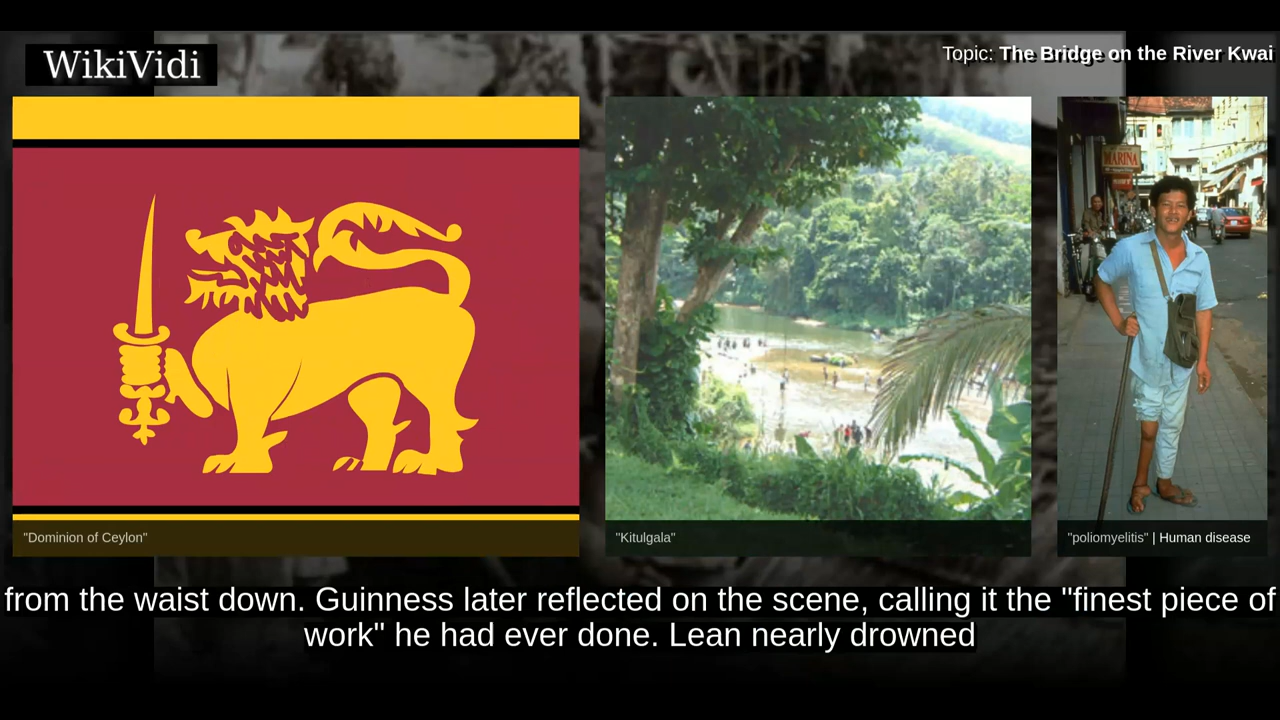 WikiVidi
Topic: The Bridge on the River Kwai
MARINA
"Dominion of Ceylon"
"Kitulgala"
"poliomyelitis" | Human disease
from the waist down. Guinness later reflected on the scene, calling it the "finest piece of
work" he had ever done. Lean nearly drowned